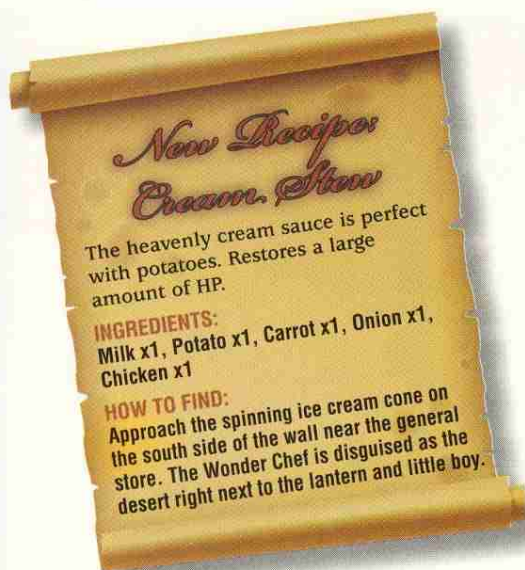 New Recipe:
Cream Stew
The heavenly cream sauce is perfect
with potatoes. Restores a large
amount of HP.
INGREDIENTS:
Milk x1, Potato x1, Carrot x1, Onion x1,
Chicken x1
HOW TO FIND:
Approach the spinning ice cream cone on
the south side of the wall near the general
store. The Wonder Chef is disguised as the
desert right next to the lantern and little boy.